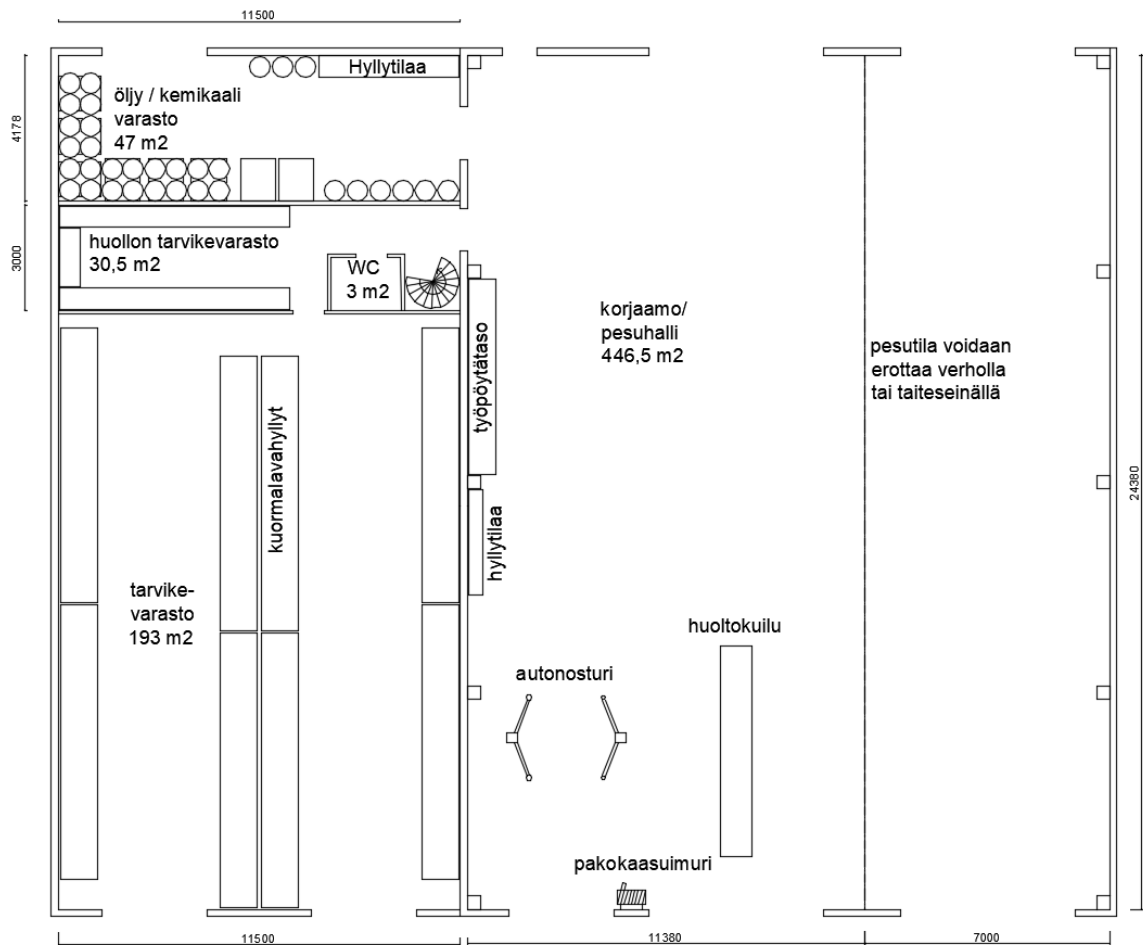 11500
Hyllytilaa
öljy / kemikaali
varasto
47 m2
4178
huollon tarvikevarasto
30,5 m2
3000
WC
3 m2
korjaamo/
pesuhalli
446,5 m2
pesutila voidaan
erottaa verholla
tai taiteseinällä
työpöytätaso
kuormalavahyllyt
hyllytilaa
24380
tarvike-
varasto
193 m2
huoltokuilu
autonosturi
pakokaasuimuri
11500
11380
7000